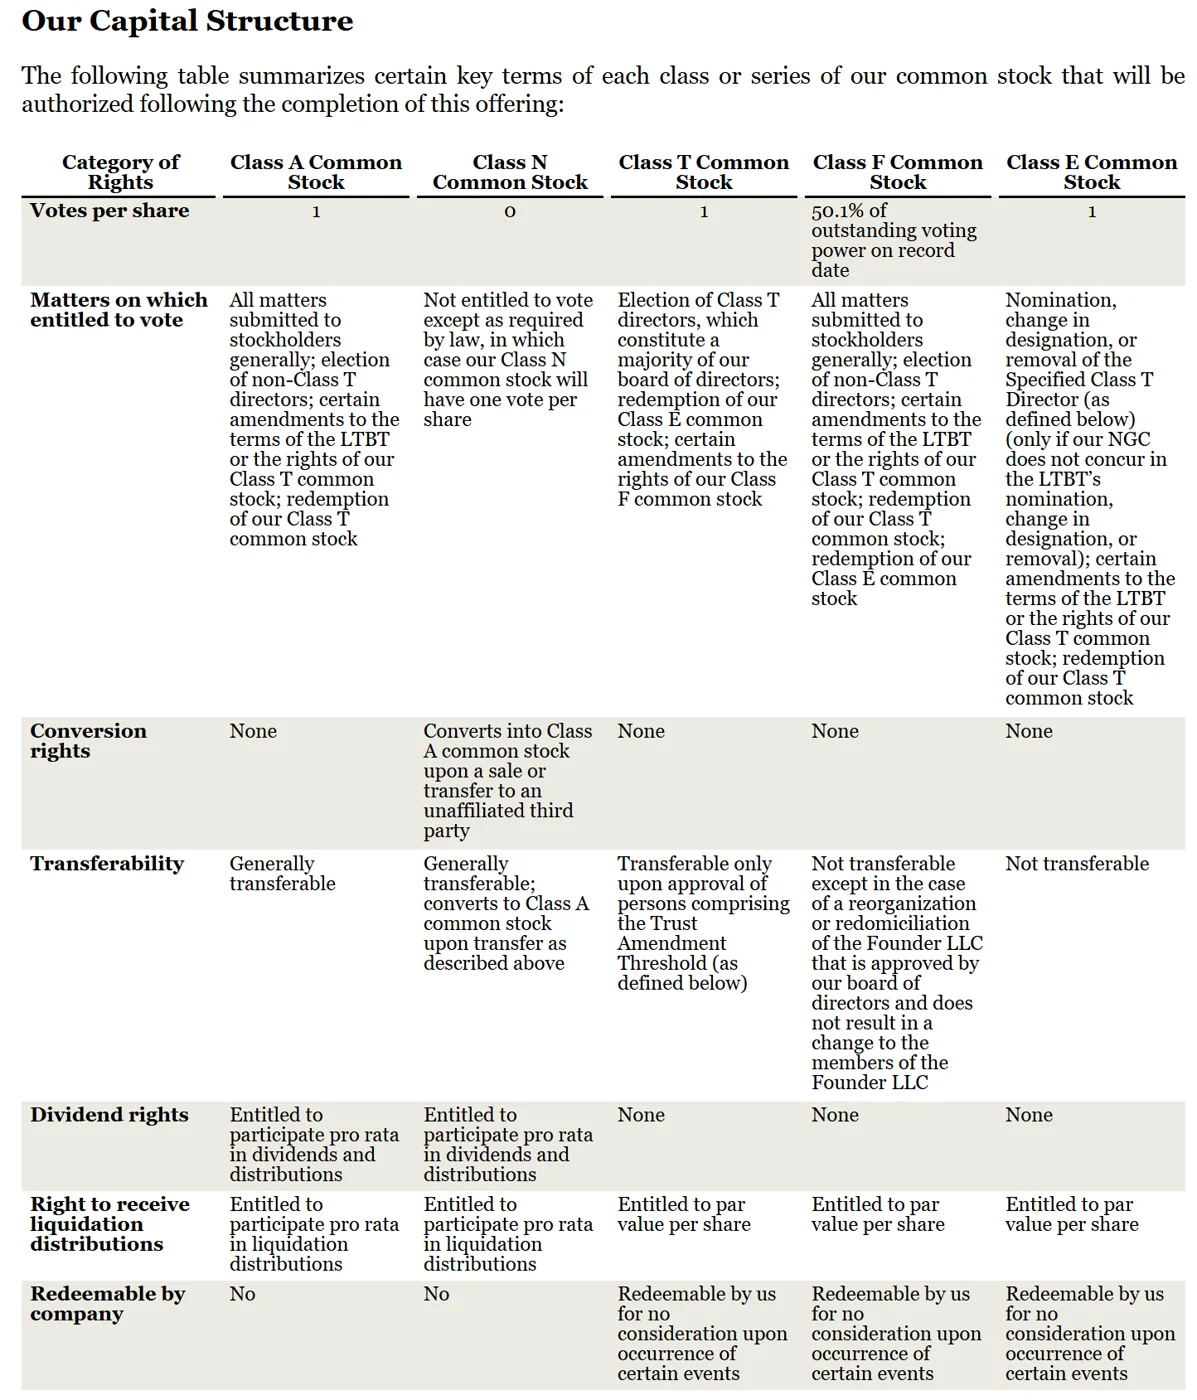 Our Capital Structure
The following table summarizes certain key terms of each class or series of our common stock that will be
authorized following the completion of this offering:
Category of
Rights
Class A Common
Stock
Class N
Common Stock
Class T Common
Stock
Class F Common
Stock
Class E Common
Stock
Votes per share
1
0
1
50.1% of
outstanding voting
power on record
date
1
Matters on which
entitled to vote
All matters
submitted to
stockholders
generally; election
of non-Class T
directors; certain
amendments to the
terms of the LTBT
or the rights of our
Class T common
stock; redemption
of our Class T
common stock
Not entitled to vote
except as required
by law, in which
case our Class N
common stock will
have one vote per
share
Election of Class T
directors, which
constitute a
majority of our
board of directors;
redemption of our
Class E common
stock; certain
amendments to the
rights of our Class
F common stock
All matters
submitted to
stockholders
generally; election
of non-Class T
directors; certain
amendments to the
terms of the LTBT
or the rights of our
Class T common
stock; redemption
of our Class T
common stock;
redemption of our
Class E common
stock
Nomination,
change in
designation, or
removal of the
Specified Class T
Director (as
defined below)
(only if our NGC
does not concur in
the LTBT’s
nomination,
change in
designation, or
removal); certain
amendments to the
terms of the LTBT
or the rights of our
Class T common
stock; redemption
of our Class T
common stock
Conversion
rights
None
Converts into Class
A common stock
upon a sale or
transfer to an
unaffiliated third
party
None
None
None
Transferability
Generally
transferable
Generally
transferable;
converts to Class A
common stock
upon transfer as
described above
Transferable only
upon approval of
persons comprising
the Trust
Amendment
Threshold (as
defined below)
Not transferable
except in the case
of a reorganization
or redomiciliation
of the Founder LLC
that is approved by
our board of
directors and does
not result in a
change to the
members of the
Founder LLC
Not transferable
Dividend rights
Entitled to
participate pro rata
in dividends and
distributions
Entitled to
participate pro rata
in dividends and
distributions
None
None
None
Right to receive
liquidation
distributions
Entitled to
participate pro rata
in liquidation
distributions
Entitled to
participate pro rata
in liquidation
distributions
Entitled to par
value per share
Entitled to par
value per share
Entitled to par
value per share
Redeemable by
company
No
No
Redeemable by us
for no
consideration upon
occurrence of
certain events
Redeemable by us
for no
consideration upon
occurrence of
certain events
Redeemable by us
for no
consideration upon
occurrence of
certain events